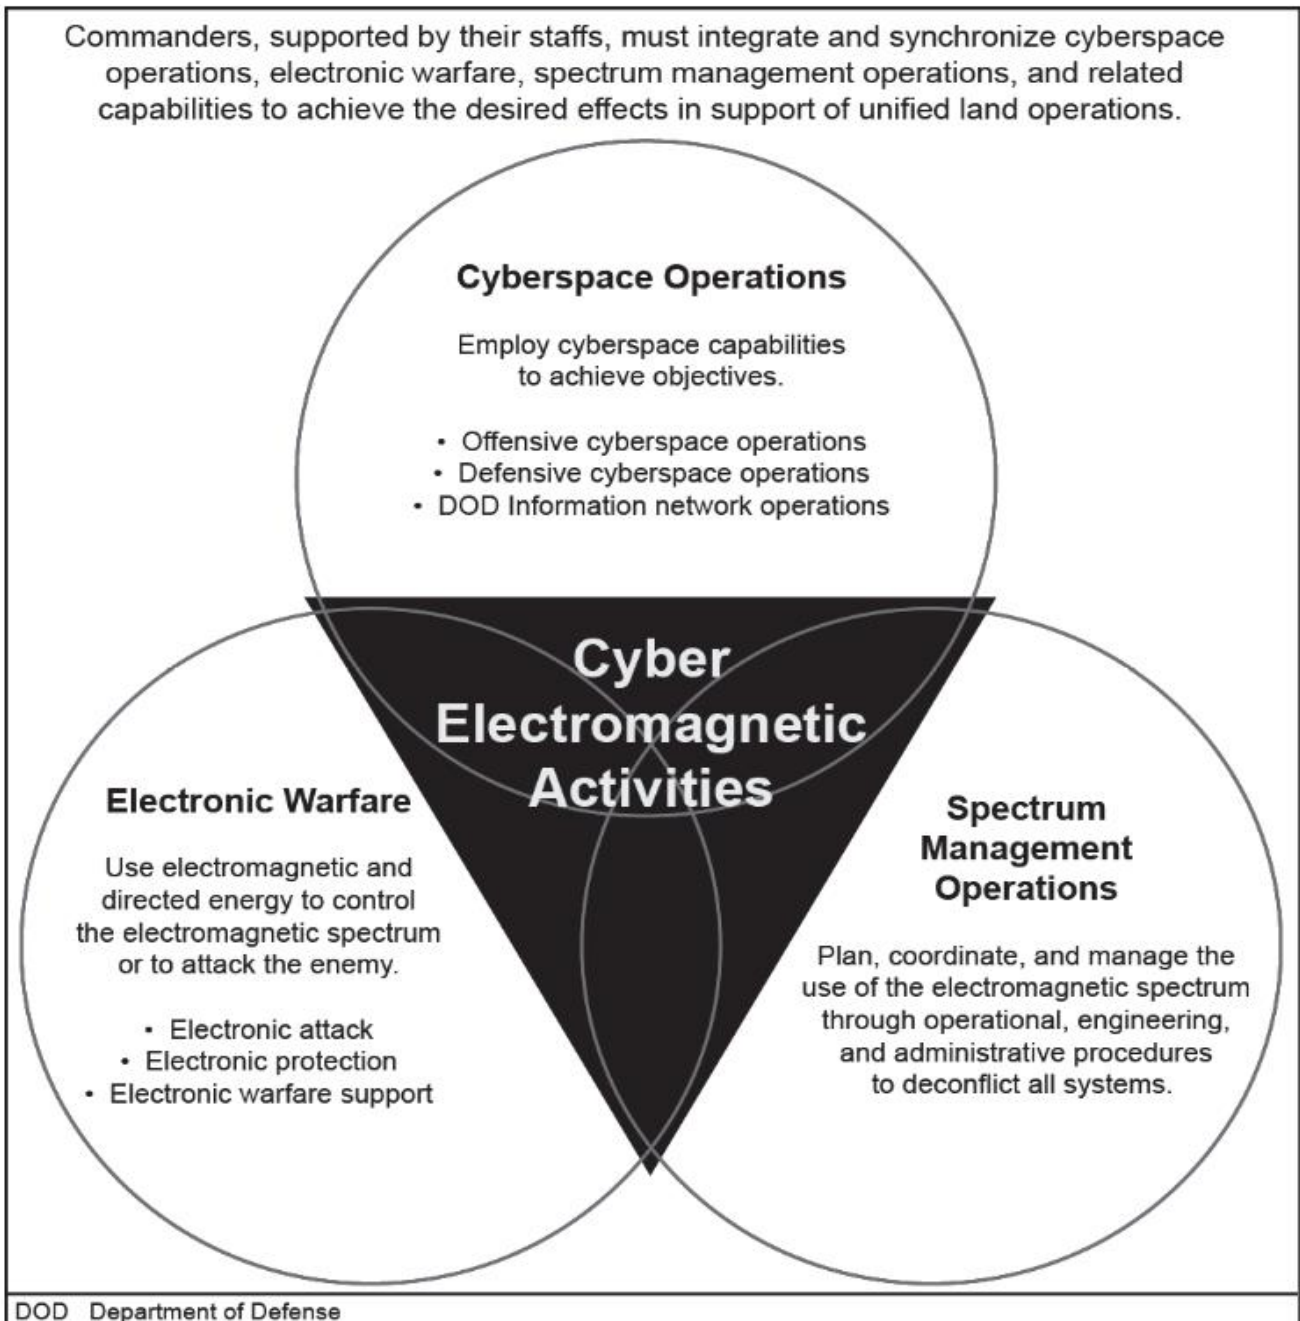 Commanders, supported by their staffs, must integrate and synchronize cyberspace
operations, electronic warfare, spectrum management operations, and related
capabilities to achieve the desired effects in support of unified land operations.
Cyberspace Operations
Employ cyberspace capabilities
to achieve objectives.
• Offensive cyberspace operations
• Defensive cyberspace operations
• DOD Information network operations
Cyber
Electromagnetic
Activities
Electronic Warfare
Use electromagnetic and
directed energy to control
the electromagnetic spectrum
or to attack the enemy.
• Electronic attack
• Electronic protection
• Electronic warfare support
Spectrum
Management
Operations
Plan, coordinate, and manage the
use of the electromagnetic spectrum
through operational, engineering,
and administrative procedures
to deconflict all systems.
DOD Department of Defense